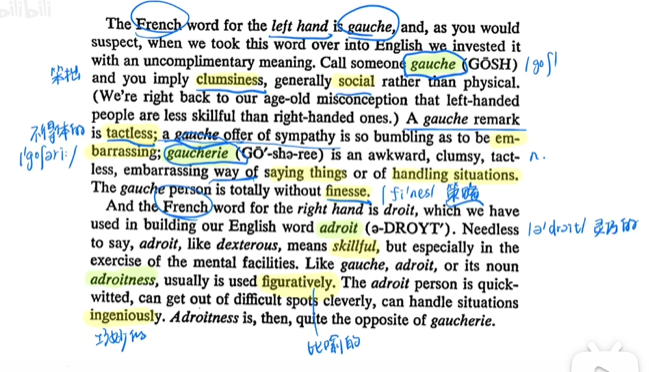 bilibili
The French word for the left hand is gauche, and, as you would
suspect, when we took this word over into English we invested it
with an uncomplimentary meaning. Call someone gauche (GŌSH) /goʃ/
笨拙
and you imply clumsiness, generally social rather than physical.
(We're right back to our age-old misconception that left-handed
people are less skillful than right-handed ones.) A gauche remark
不得体的
is tactless; a gauche offer of sympathy is so bumbling as to be em-
/'goʃəri:/
barrassing; gaucherie (GŌ′-shə-ree) is an awkward, clumsy, tact- n.
less, embarrassing way of saying things or of handling situations.
The gauche person is totally without finesse. /fi'nes/ 策略
And the French word for the right hand is droit, which we have
used in building our English word adroit (ə-DROYT′). Needless /ə'drɔit/ 灵巧的
to say, adroit, like dexterous, means skillful, but especially in the
exercise of the mental facilities. Like gauche, adroit, or its noun
adroitness, usually is used figuratively. The adroit person is quick-
witted, can get out of difficult spots cleverly, can handle situations
ingeniously. Adroitness is, then, quite the opposite of gaucherie.
巧妙的
比喻的